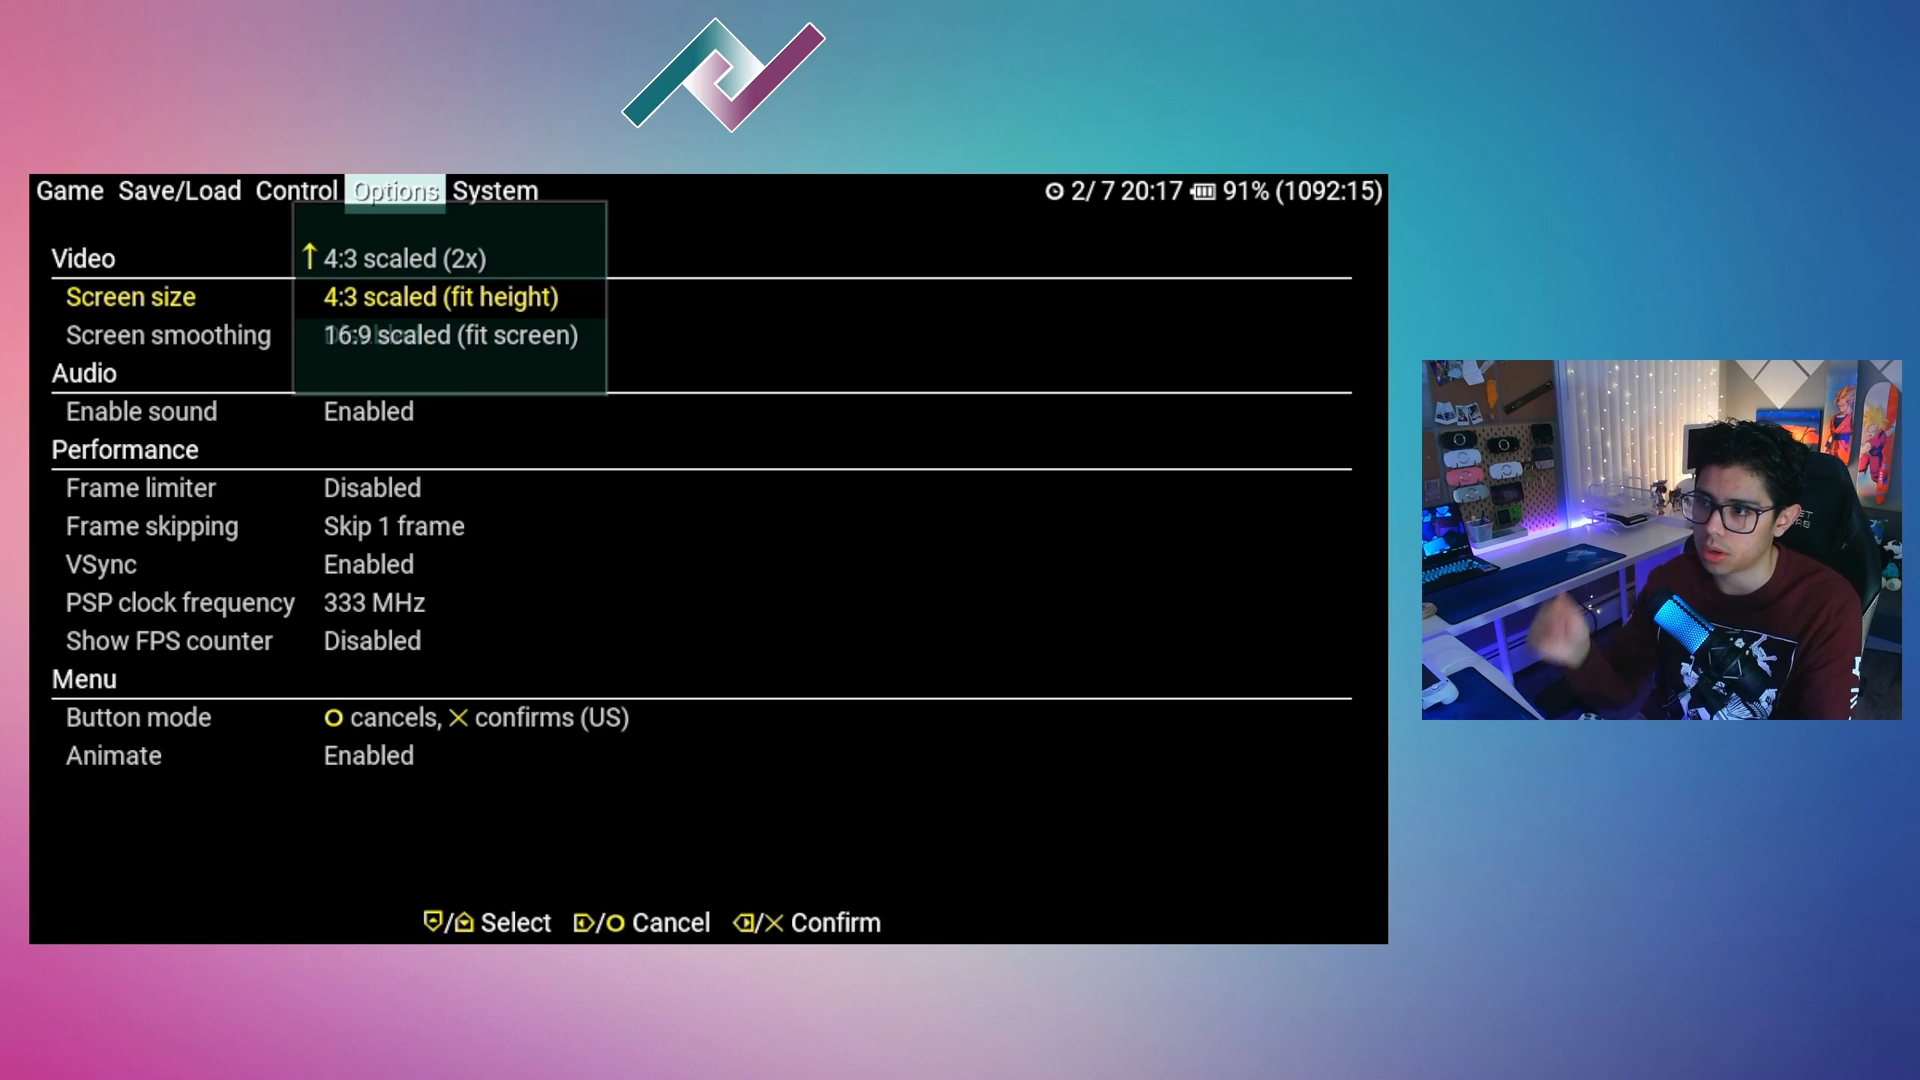 Game Save/Load Control Options System 2/ 7 20:17 91% (1092:15)
Video ↑ 4:3 scaled (2x)
Screen size 4:3 scaled (fit height)
Screen smoothing 16:9 scaled (fit screen)
Audio
Enable sound Enabled
Performance
Frame limiter Disabled
Frame skipping Skip 1 frame
VSync Enabled
PSP clock frequency 333 MHz
Show FPS counter Disabled
Menu
Button mode O cancels, X confirms (US)
Animate Enabled
/ Select /O Cancel /X Confirm